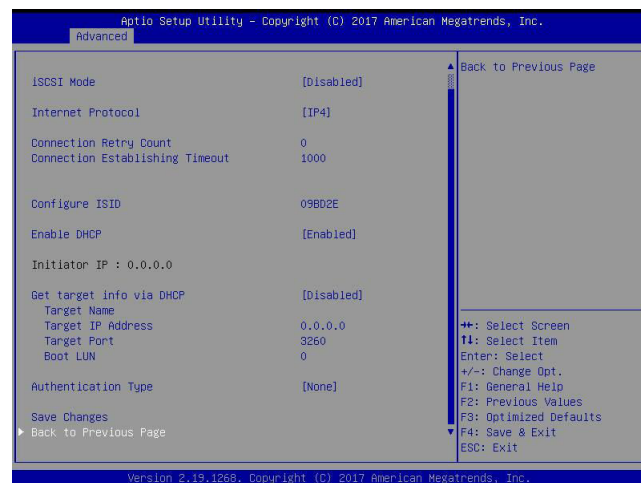 Aptio Setup Utility – Copyright (C) 2017 American Megatrends, Inc.
Advanced
iSCSI Mode [Disabled]
Internet Protocol [IP4]
Connection Retry Count 0
Connection Establishing Timeout 1000
Configure ISID 09BD2E
Enable DHCP [Enabled]
Initiator IP : 0.0.0.0
Get target info via DHCP [Disabled]
Target Name
Target IP Address 0.0.0.0
Target Port 3260
Boot LUN 0
Authentication Type [None]
Save Changes
Back to Previous Page
Back to Previous Page
→←: Select Screen
↑↓: Select Item
Enter: Select
+/-: Change Opt.
F1: General Help
F2: Previous Values
F3: Optimized Defaults
F4: Save & Exit
ESC: Exit
Version 2.19.1268. Copyright (C) 2017 American Megatrends, Inc.